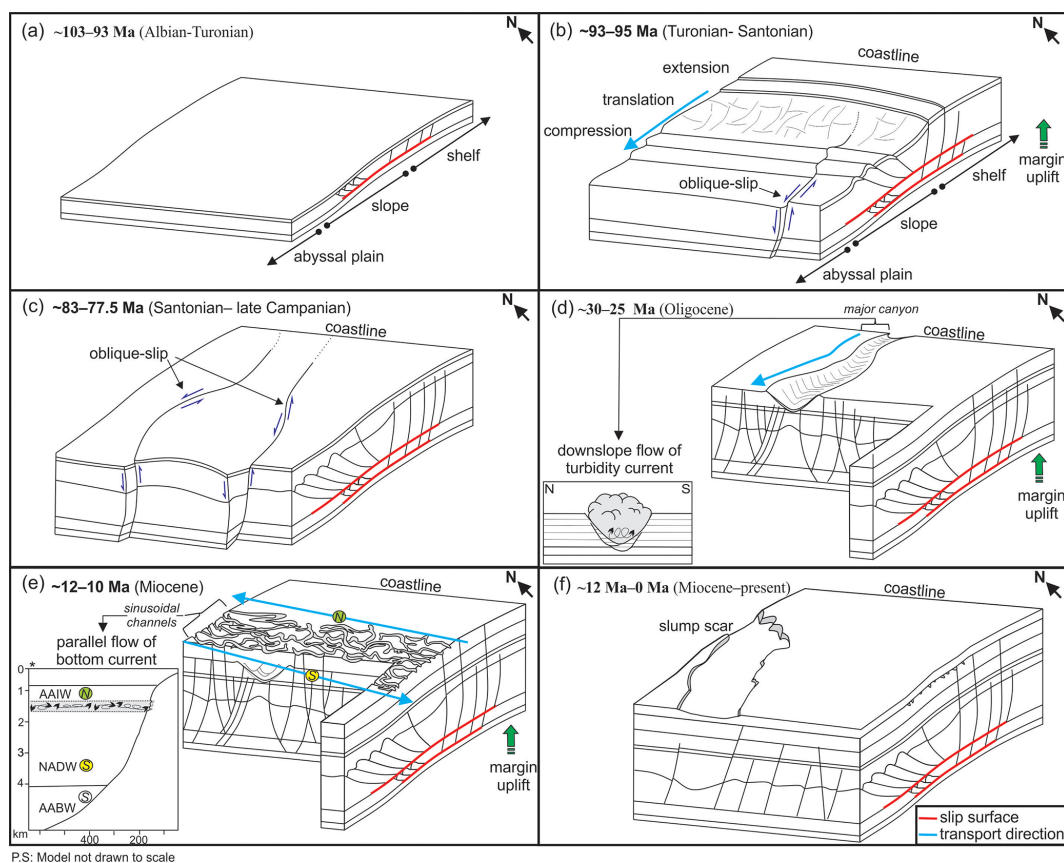 (a) ~103–93 Ma (Albian-Turonian)
N
shelf
slope
abyssal plain
(b) ~93–95 Ma (Turonian- Santonian)
N
coastline
extension
translation
compression
oblique-slip
margin
uplift
shelf
slope
abyssal plain
(c) ~83–77.5 Ma (Santonian– late Campanian)
N
coastline
oblique-slip
(d) ~30–25 Ma (Oligocene)
N
major canyon
coastline
downslope flow of
turbidity current
N S
margin
uplift
(e) ~12–10 Ma (Miocene)
N
coastline
sinusoidal
channels
parallel flow of
bottom current
N
S
*
0
1
2
3
4
km
400 200
AAIW N
NADW S
AABW S
margin
uplift
(f) ~12 Ma–0 Ma (Miocene–present)
N
coastline
slump scar
slip surface
transport direction
P.S: Model not drawn to scale